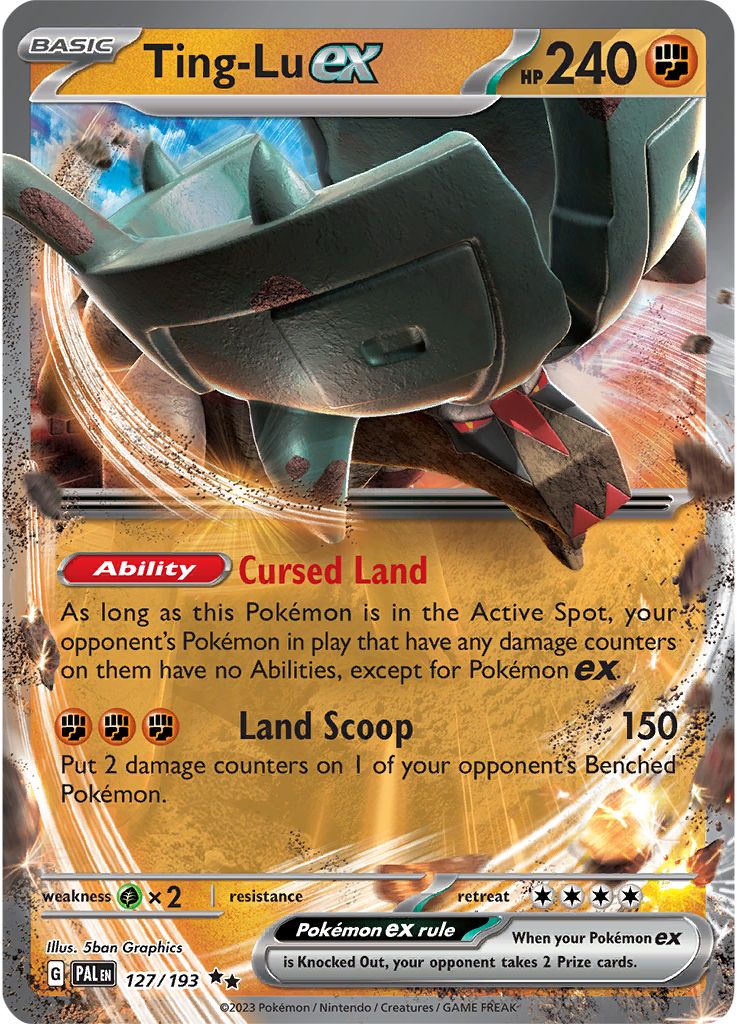 BASIC
Ting-Lu ex
HP 240
Ability Cursed Land
As long as this Pokémon is in the Active Spot, your
opponent's Pokémon in play that have any damage counters
on them have no Abilities, except for Pokémon ex.
Land Scoop 150
Put 2 damage counters on 1 of your opponent's Benched
Pokémon.
weakness ×2 resistance retreat
Illus. 5ban Graphics
Pokémon ex rule When your Pokémon ex
is Knocked Out, your opponent takes 2 Prize cards.
G PAL EN 127/193
©2023 Pokémon / Nintendo / Creatures / GAME FREAK